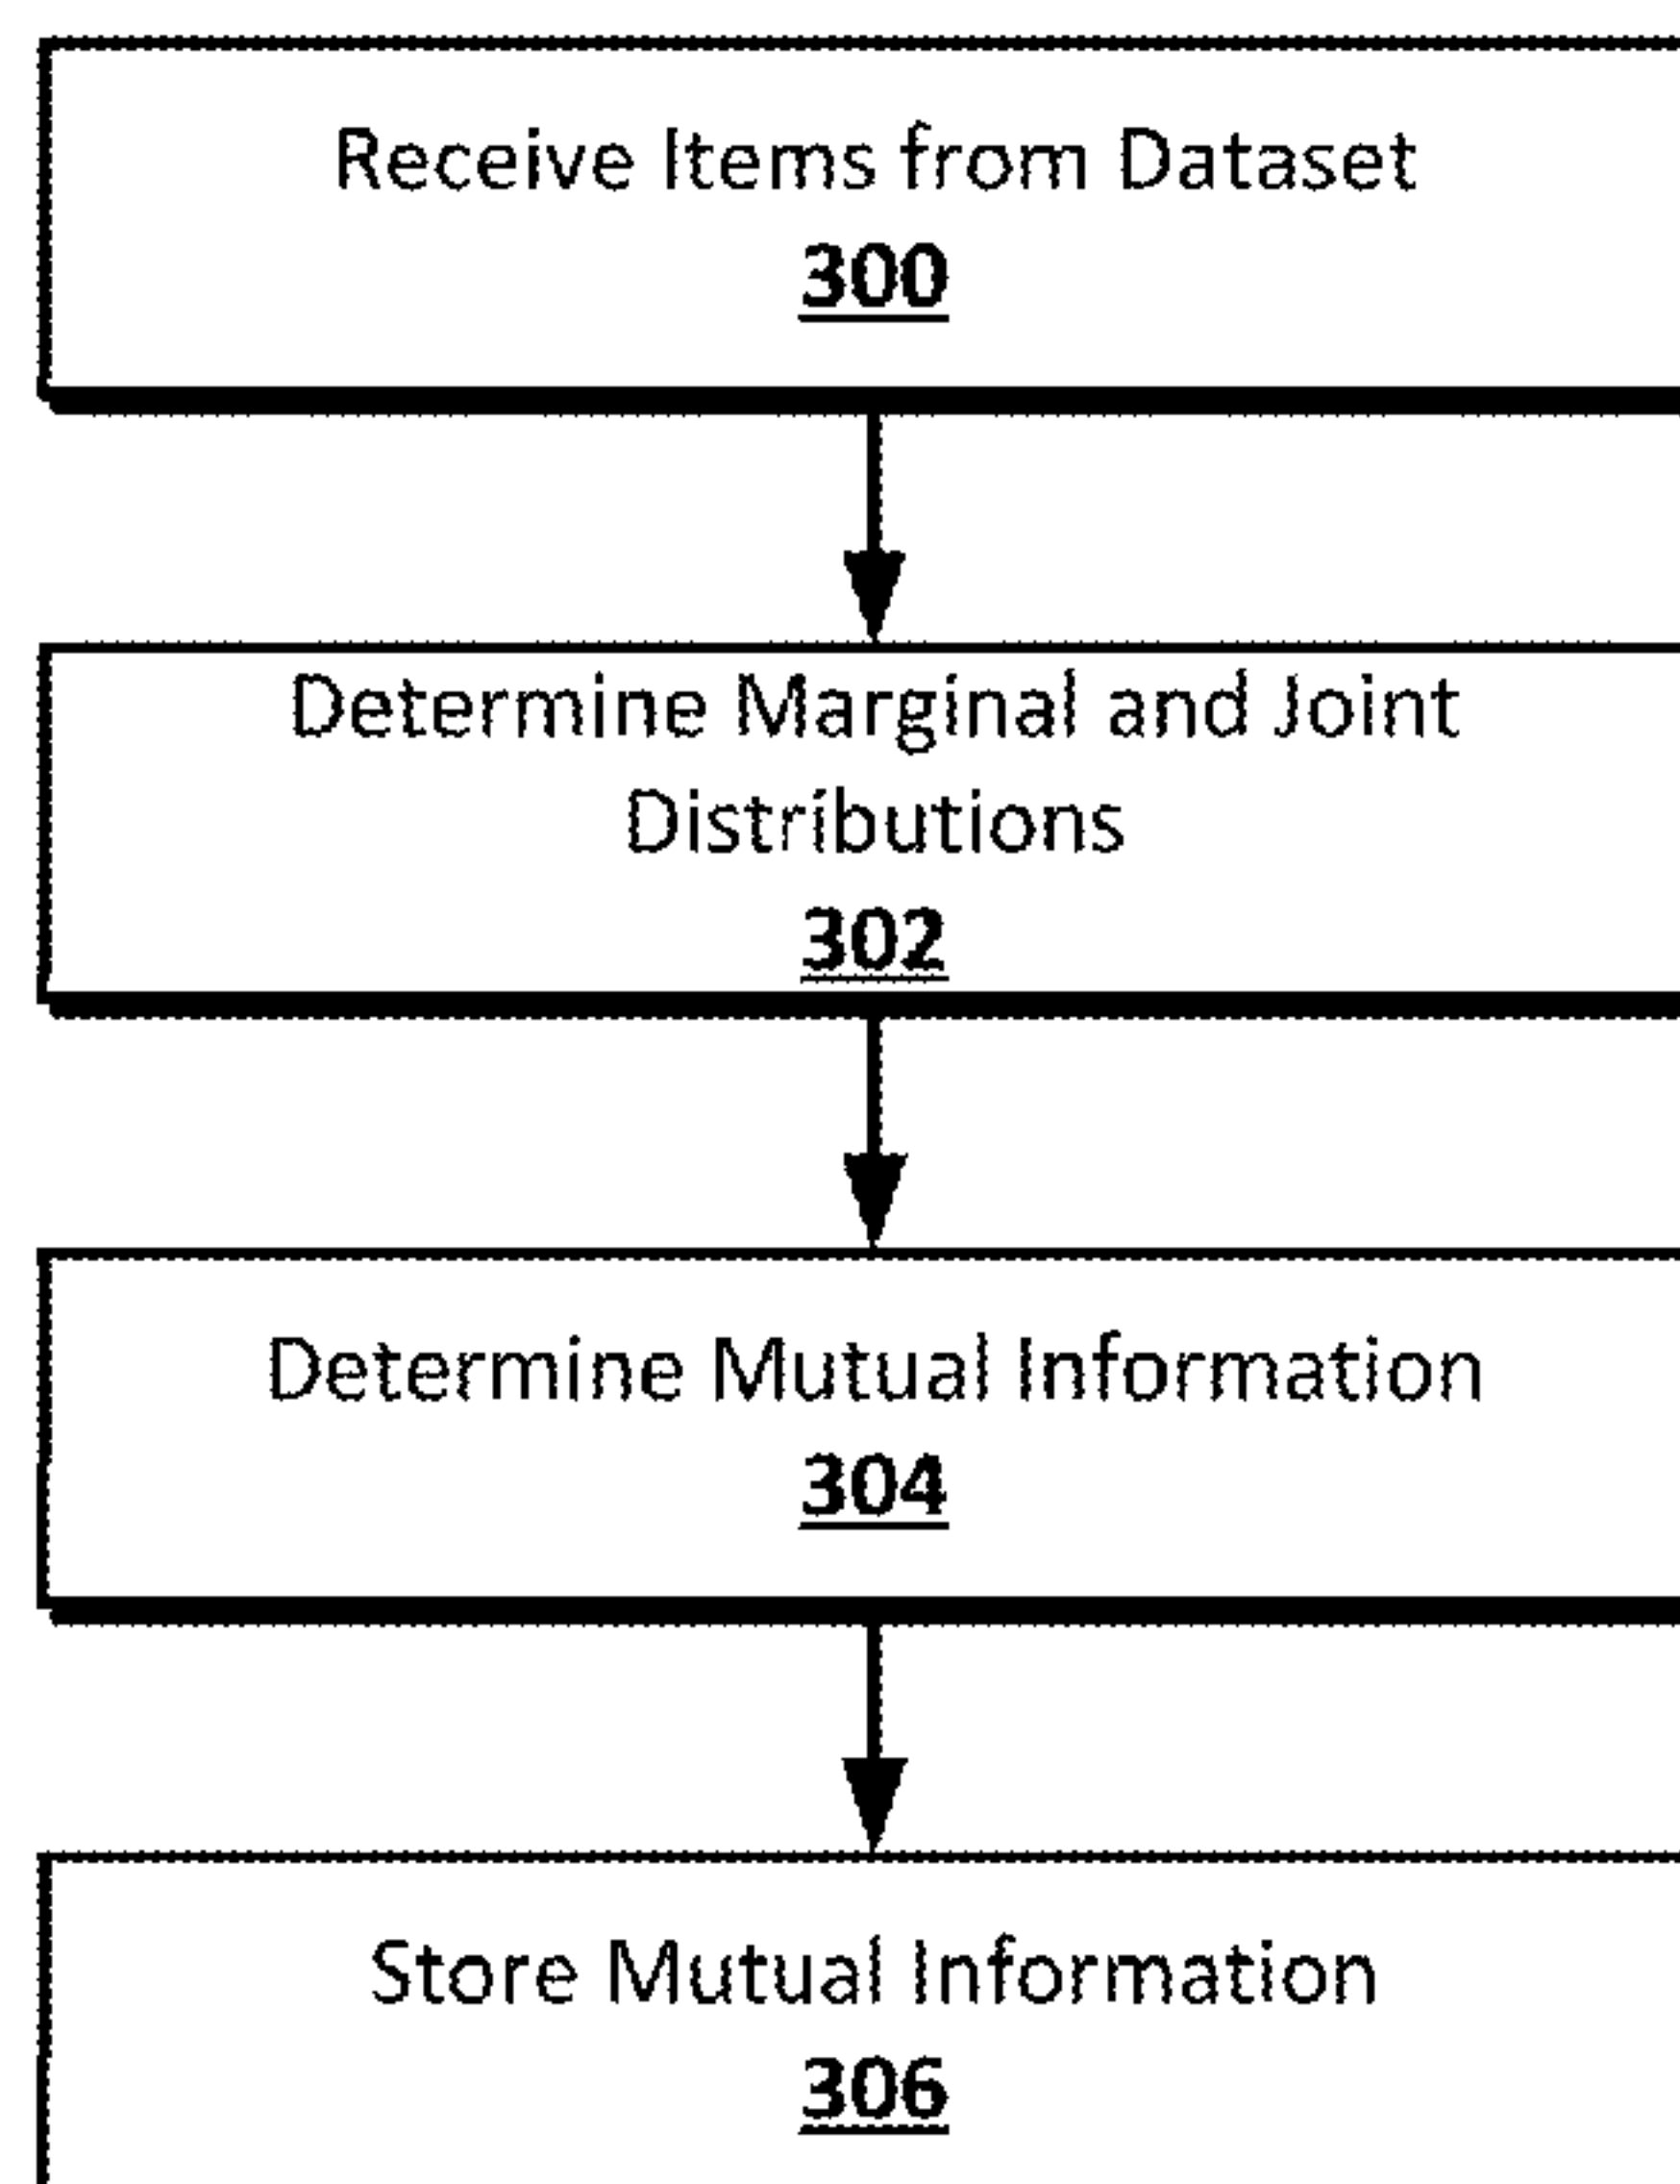 Receive Items from Dataset
300
Determine Marginal and Joint
Distributions
302
Determine Mutual Information
304
Store Mutual Information
306